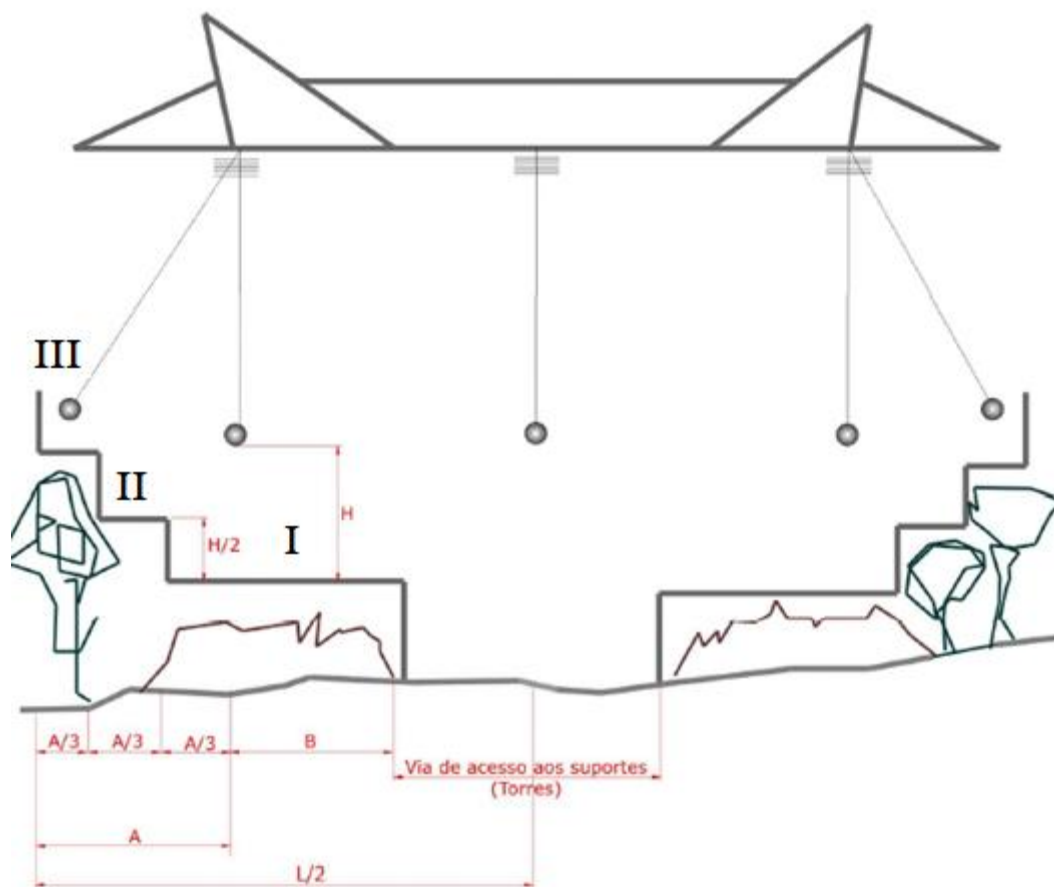 III
II
I
H
H/2
A/3
A/3
A/3
B
Via de acesso aos suportes
(Torres)
A
L/2